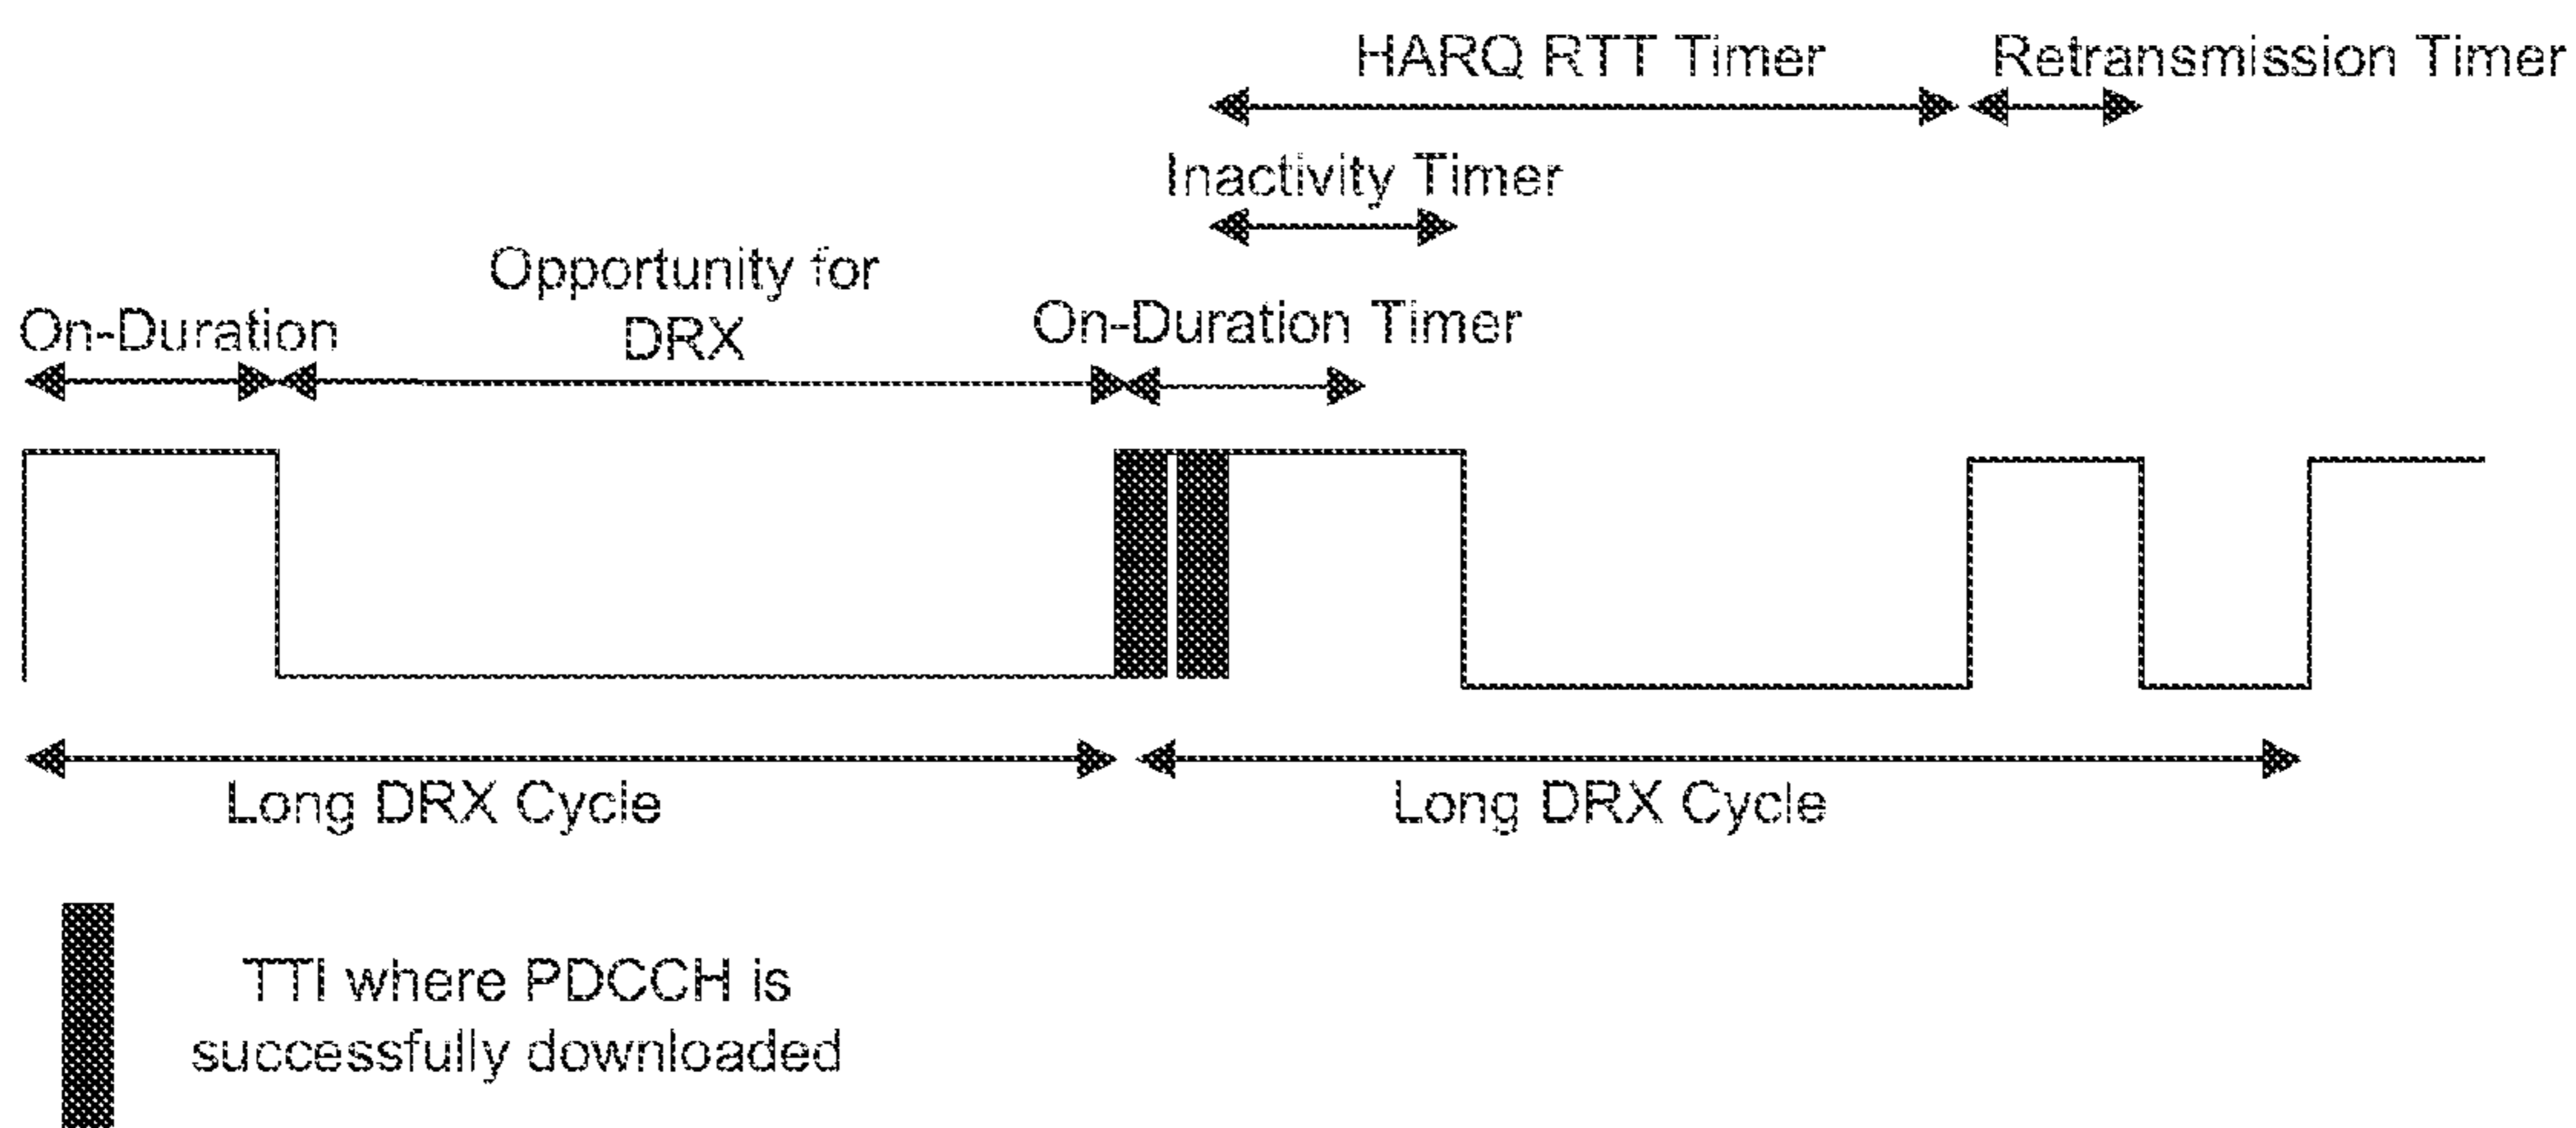 HARQ RTT Timer
Retransmission Timer
Inactivity Timer
Opportunity for
DRX
On-Duration
On-Duration Timer
Long DRX Cycle
Long DRX Cycle
TTI where PDCCH is
successfully downloaded